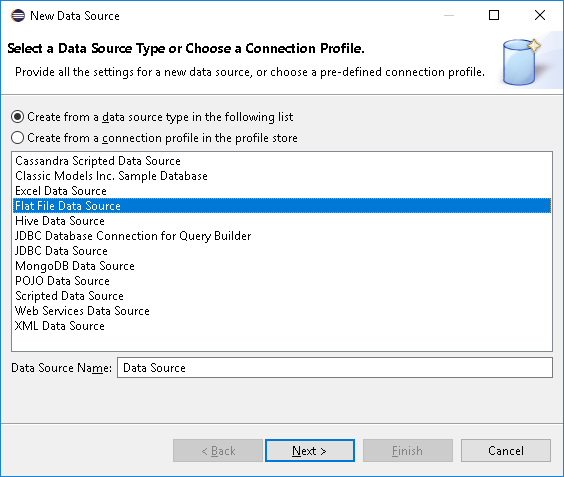 New Data Source
Select a Data Source Type or Choose a Connection Profile.
Provide all the settings for a new data source, or choose a pre-defined connection profile.
Create from a data source type in the following list
Create from a connection profile in the profile store
Cassandra Scripted Data Source
Classic Models Inc. Sample Database
Excel Data Source
Flat File Data Source
Hive Data Source
JDBC Database Connection for Query Builder
JDBC Data Source
MongoDB Data Source
POJO Data Source
Scripted Data Source
Web Services Data Source
XML Data Source
Data Source Name: Data Source
< Back Next > Finish Cancel